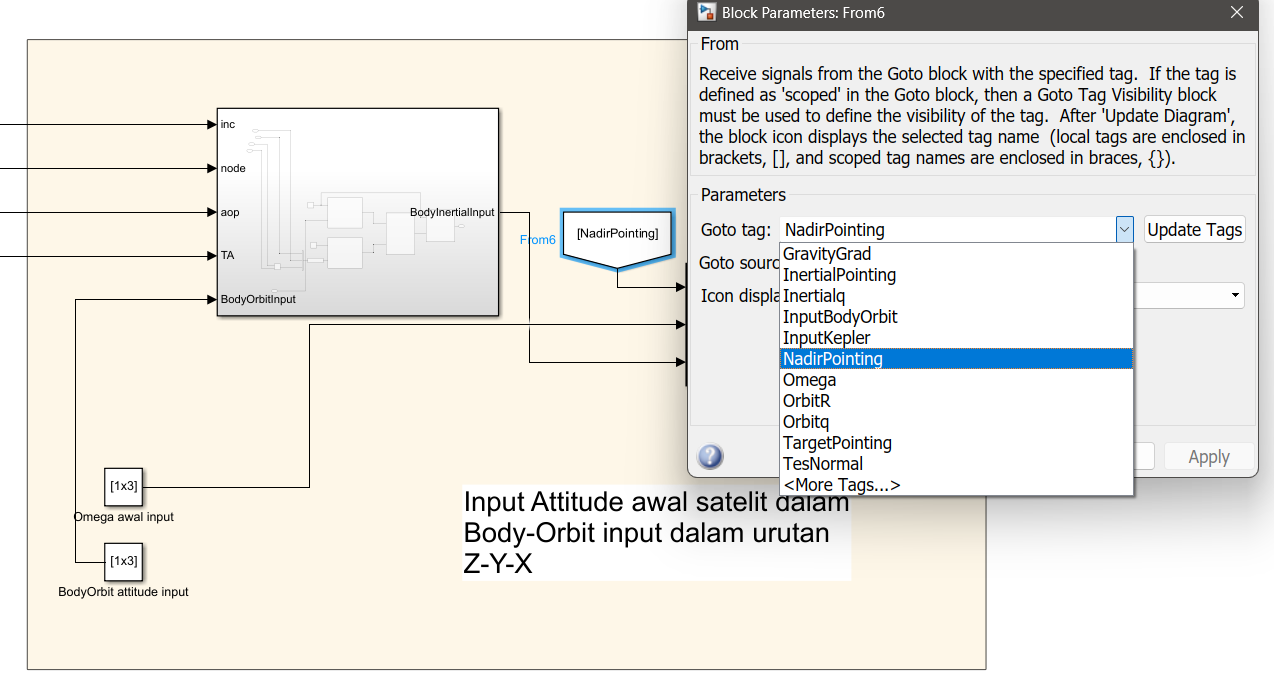 Block Parameters: From6
From
Receive signals from the Goto block with the specified tag.  If the tag is
defined as 'scoped' in the Goto block, then a Goto Tag Visibility block
must be used to define the visibility of the tag.  After 'Update Diagram',
the block icon displays the selected tag name  (local tags are enclosed in
brackets, [], and scoped tag names are enclosed in braces, {}).
Parameters
Goto tag: NadirPointing Update Tags
Goto sourc
Icon displa
GravityGrad
InertialPointing
Inertialq
InputBodyOrbit
InputKepler
NadirPointing
Omega
OrbitR
Orbitq
TargetPointing
TesNormal
<More Tags...>
Apply
inc
node
aop
TA
BodyOrbitInput
BodyInertialInput
From6
[NadirPointing]
[1x3]
Omega awal input
[1x3]
BodyOrbit attitude input
Input Attitude awal satelit dalam
Body-Orbit input dalam urutan
Z-Y-X